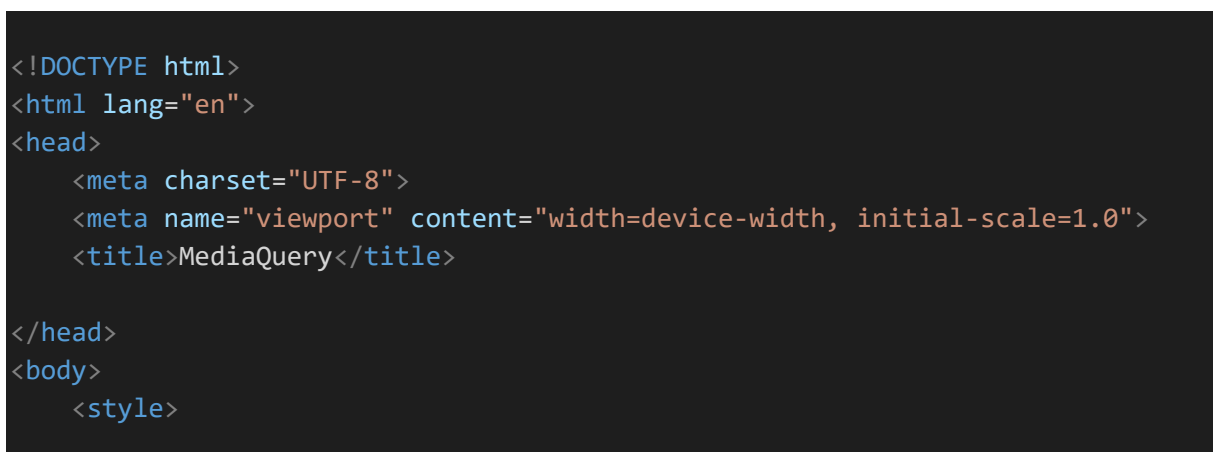 <!DOCTYPE html>
<html lang="en">
<head>
    <meta charset="UTF-8">
    <meta name="viewport" content="width=device-width, initial-scale=1.0">
    <title>MediaQuery</title>
</head>
<body>
    <style>